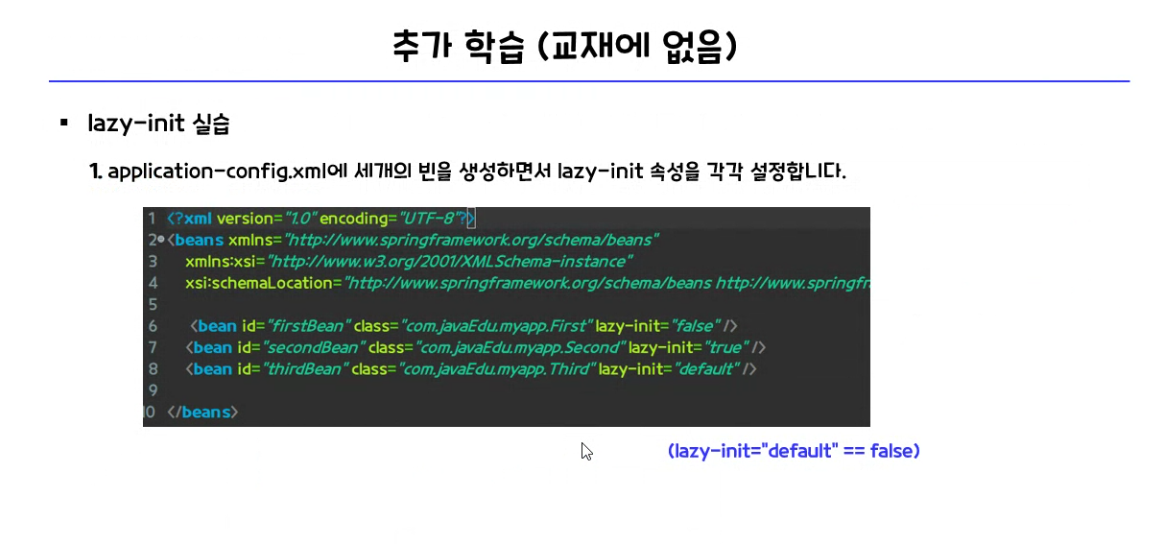 추가 학습 (교재에 없음)
▪ lazy-init 실습
1. application-config.xml에 세개의 빈을 생성하면서 lazy-init 속성을 각각 설정합니다.
1 <?xml version="1.0" encoding="UTF-8"?>
2 <beans xmlns="http://www.springframework.org/schema/beans"
3 xmlns:xsi="http://www.w3.org/2001/XMLSchema-instance"
4 xsi:schemaLocation="http://www.springframework.org/schema/beans http://www.springfr
5
6 <bean id="firstBean" class="com.javaEdu.myapp.First" lazy-init="false" />
7 <bean id="secondBean" class="com.javaEdu.myapp.Second" lazy-init="true" />
8 <bean id="thirdBean" class="com.javaEdu.myapp.Third" lazy-init="default" />
9
10 </beans>
(lazy-init="default" == false)